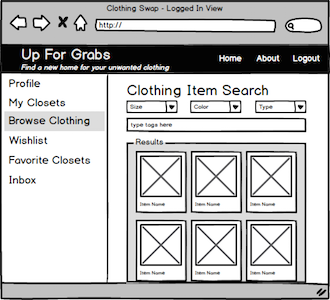 Clothing Swap - Logged In View
http://
Up For Grabs
Find a new home for your unwanted clothing
Home About Logout
Profile
My Closets
Browse Clothing
Wishlist
Favorite Closets
Inbox
Clothing Item Search
Size Color Type
type tags here
Results
Item Name Item Name Item Name
Item Name Item Name Item Name